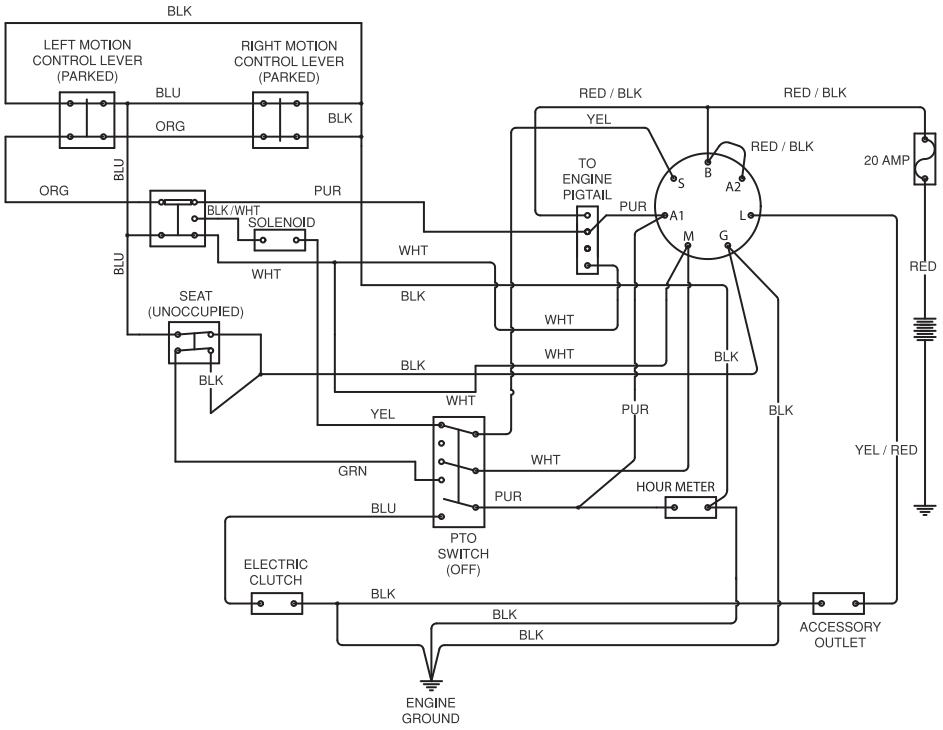 BLK
LEFT MOTION
CONTROL LEVER
(PARKED)
RIGHT MOTION
CONTROL LEVER
(PARKED)
BLU
BLK
ORG
RED / BLK
RED / BLK
YEL
RED / BLK
20 AMP
TO
ENGINE
PIGTAIL
BLU
ORG
PUR
BLK / WHT
SOLENOID
PUR
S
B
A2
A1
L
M
G
WHT
WHT
BLU
RED
BLK
SEAT
(UNOCCUPIED)
WHT
WHT
BLK
BLK
BLK
WHT
YEL
PUR
BLK
GRN
WHT
YEL / RED
HOUR METER
PUR
BLU
PTO
SWITCH
(OFF)
ELECTRIC
CLUTCH
BLK
BLK
BLK
ACCESSORY
OUTLET
ENGINE
GROUND